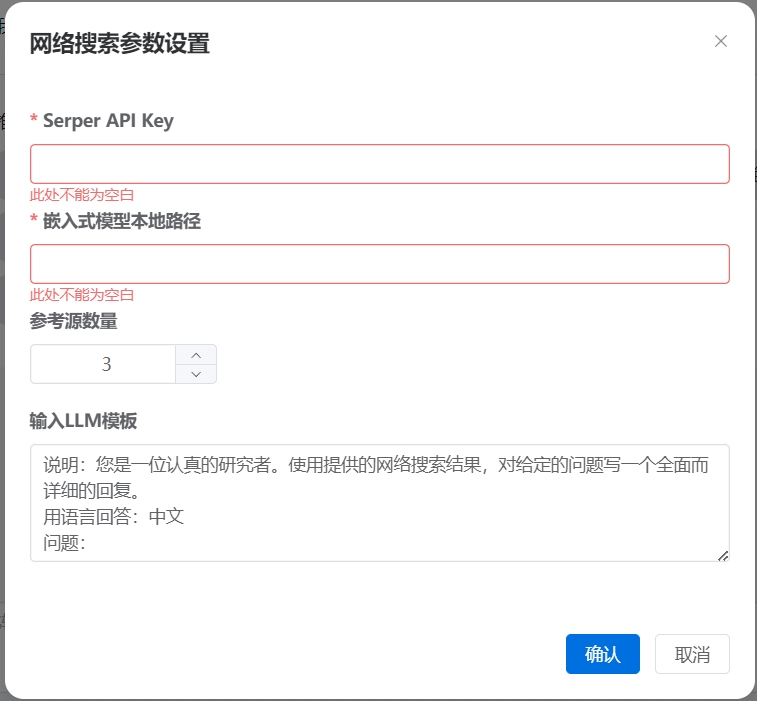 网络搜索参数设置
* Serper API Key
此处不能为空白
* 嵌入式模型本地路径
此处不能为空白
参考源数量
3
输入LLM模板
说明：您是一位认真的研究者。使用提供的网络搜索结果，对给定的问题写一个全面而
详细的回复。
用语言回答：中文
问题：
确认 取消